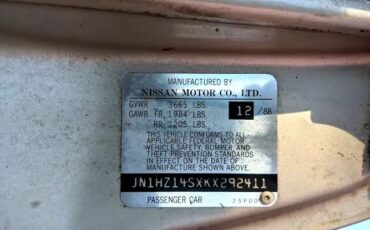 MANUFACTURED BY
NISSAN MOTOR CO., LTD.
GVWR 3665 LBS. 12/88
GAWR FR 1984 LBS
RR 2205 LBS
THIS VEHICLE CONFORMS TO ALL
APPLICABLE FEDERAL MOTOR
VEHICLE SAFETY, BUMPER, AND
THEFT PREVENTION STANDARDS
IN EFFECT ON THE DATE OF
MANUFACTURE SHOWN ABOVE.
JN1HZ14SXKX292411
PASSENGER CAR